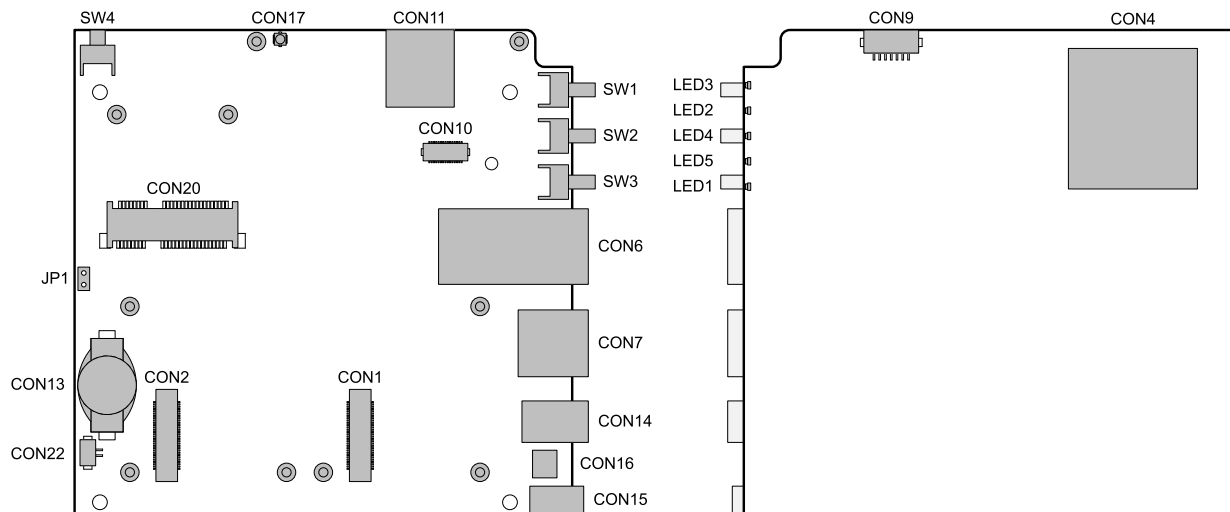 SW4 CON17 CON11 CON9 CON4
SW1 LED3
LED2
CON10 SW2 LED4
LED5
CON20 SW3 LED1
CON6
JP1
CON7
CON13 CON2 CON1
CON14
CON22 CON16
CON15